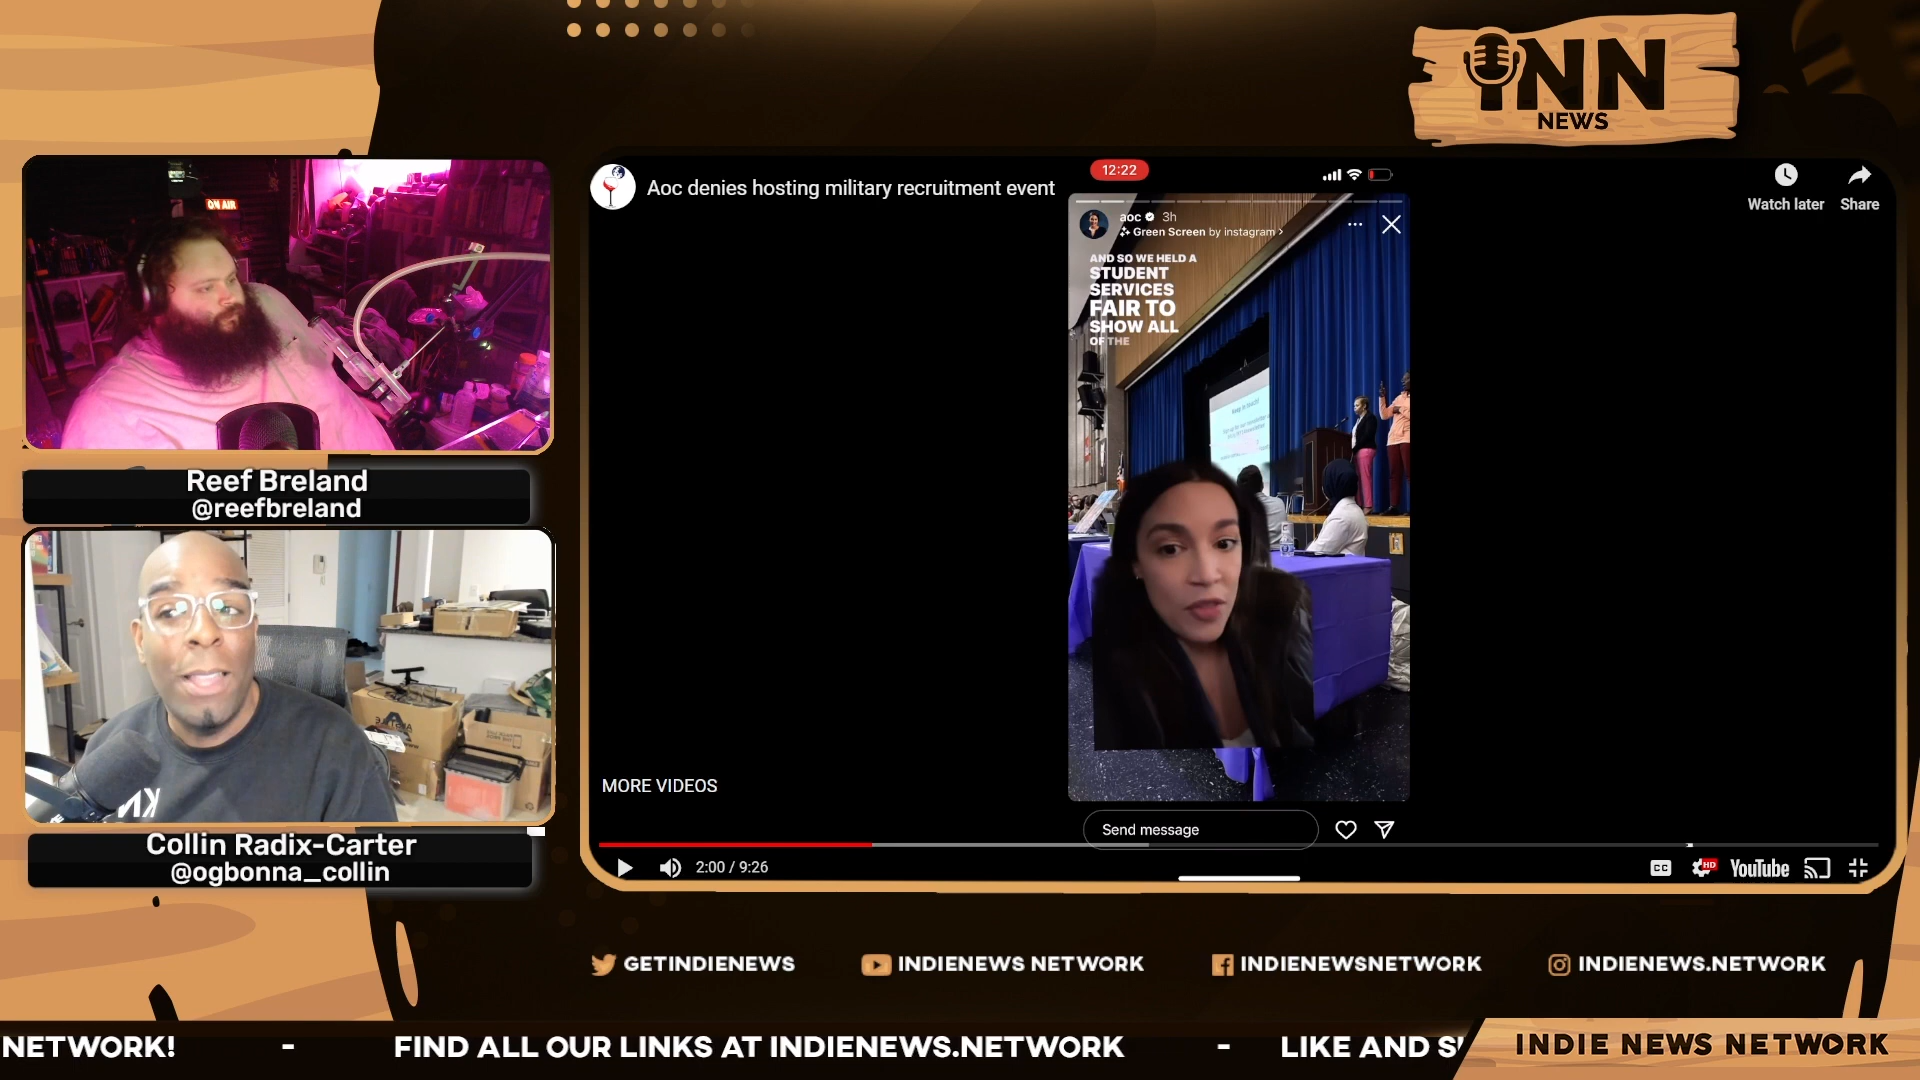 INN
NEWS
ON AIR
Aoc denies hosting military recruitment event
12:22
Watch later
Share
aoc 3h
Green Screen by instagram >
AND SO WE HELD A
STUDENT
SERVICES
FAIR TO
SHOW ALL
OF THE
Reef Breland
@reefbreland
Collin Radix-Carter
@ogbonna_collin
MORE VIDEOS
Send message
2:00 / 9:26
CC
HD
YouTube
GETINDIENEWS
INDIENEWS NETWORK
INDIENEWSNETWORK
INDIENEWS.NETWORK
NETWORK! - FIND ALL OUR LINKS AT INDIENEWS.NETWORK - LIKE AND S
INDIE NEWS NETWORK